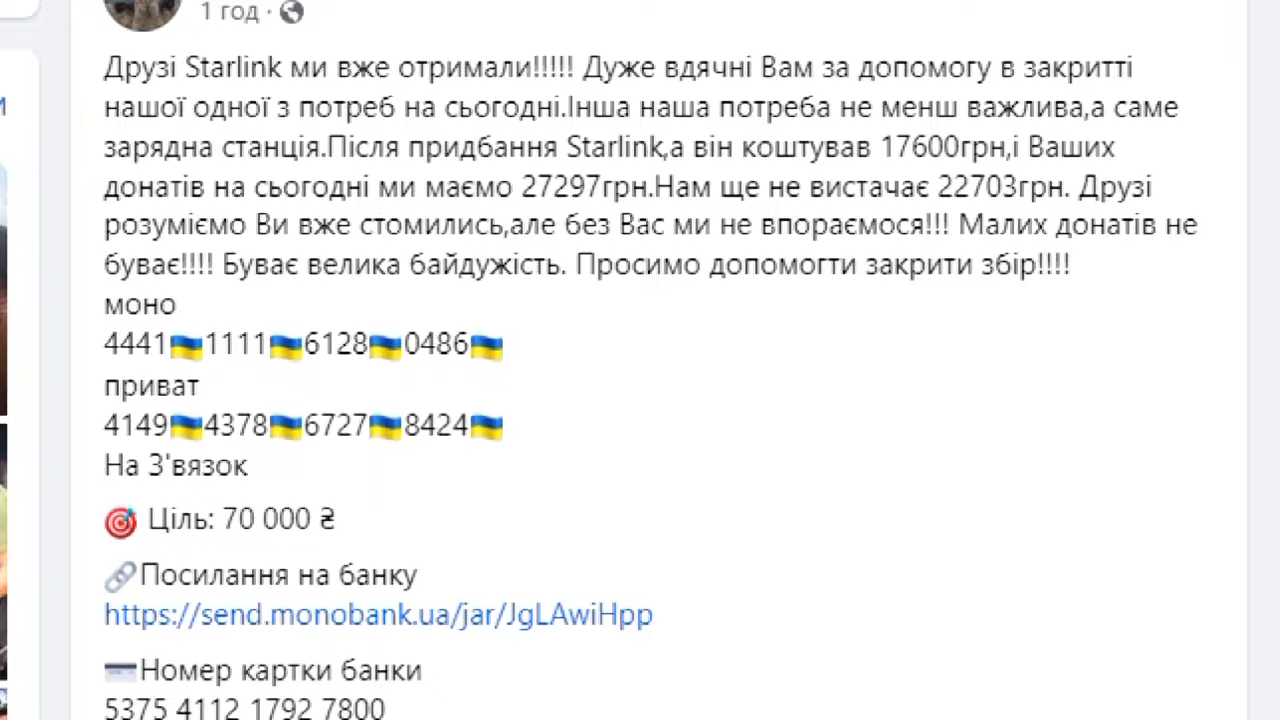 1 год ·
Друзі Starlink ми вже отримали!!!!! Дуже вдячні Вам за допомогу в закритті
нашої одної з потреб на сьогодні.Інша наша потреба не менш важлива,а саме
зарядна станція.Після придбання Starlink,а він коштував 17600грн,і Ваших
донатів на сьогодні ми маємо 27297грн.Нам ще не вистачає 22703грн. Друзі
розуміємо Ви вже стомились,але без Вас ми не впораємося!!! Малих донатів не
буває!!!! Буває велика байдужість. Просимо допомогти закрити збір!!!!
моно
4441🇺🇦1111🇺🇦6128🇺🇦0486🇺🇦
приват
4149🇺🇦4378🇺🇦6727🇺🇦8424🇺🇦
На З'вязок
🎯 Ціль: 70 000 ₴
🔗Посилання на банку
https://send.monobank.ua/jar/JgLAwiHpp
💳Номер картки банки
5375 4112 1792 7800